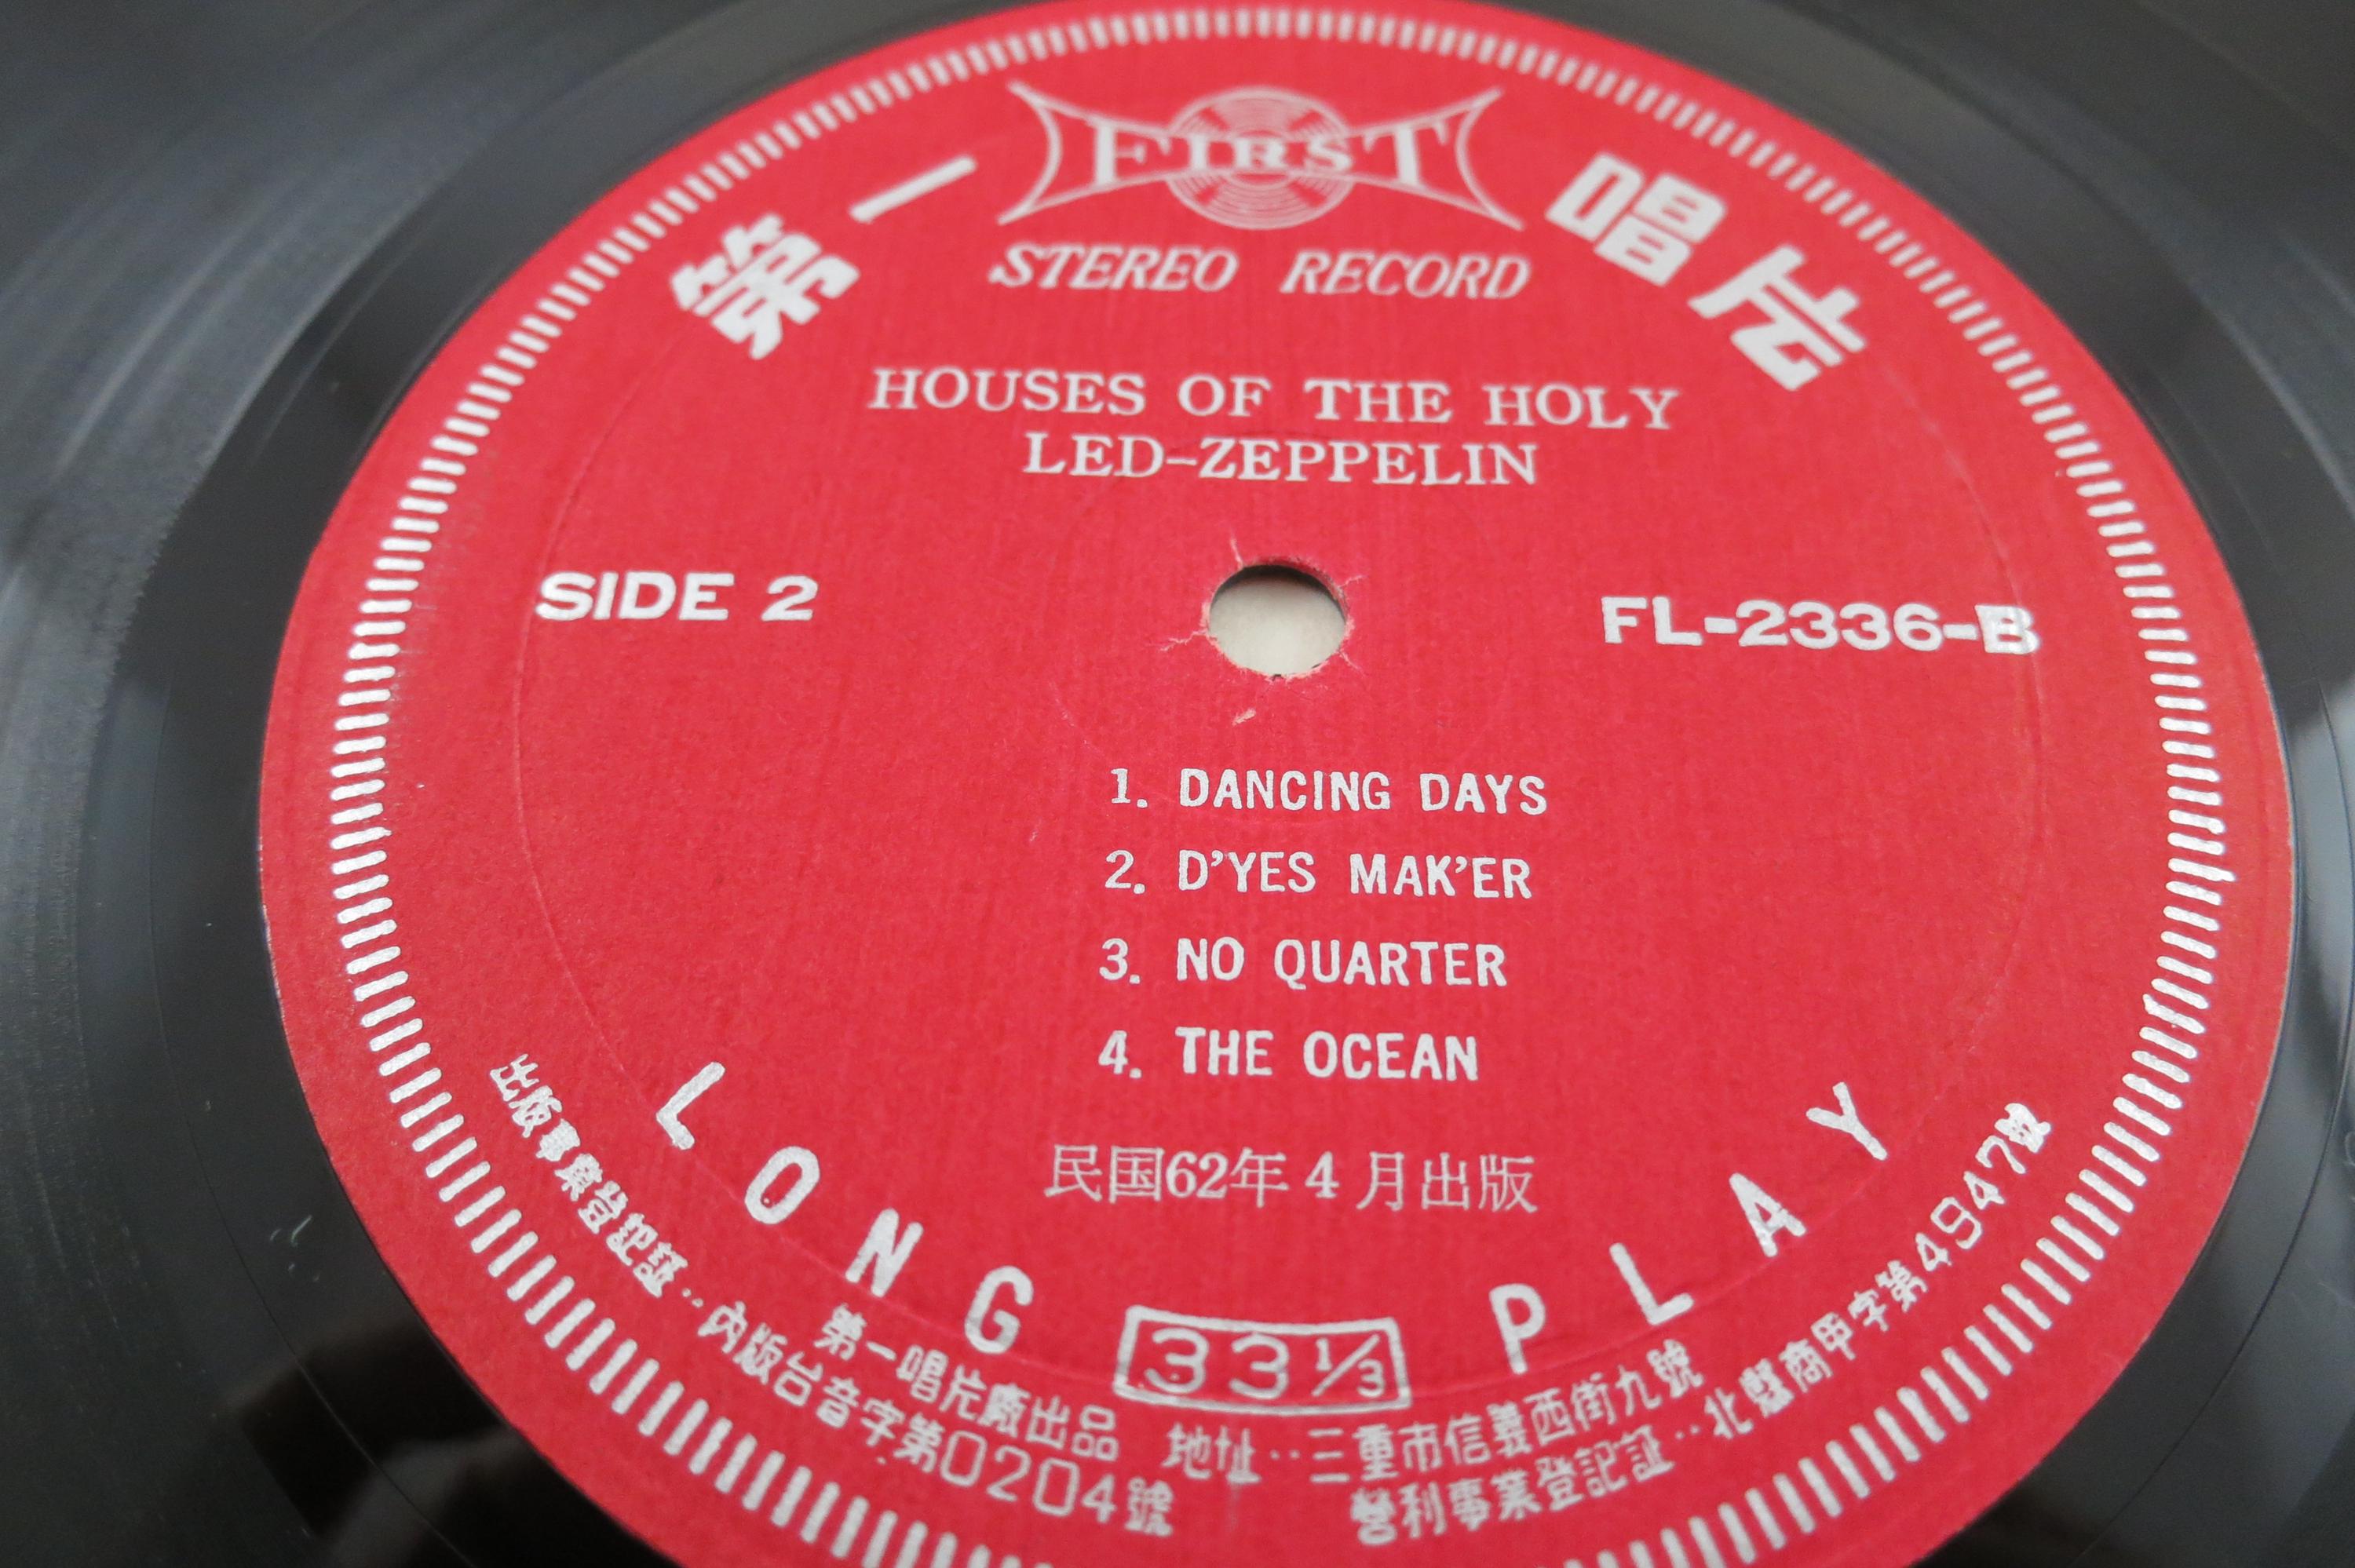 第一唱片
FIRST
STEREO RECORD
HOUSES OF THE HOLY
LED-ZEPPELIN
SIDE 2
FL-2336-B
1. DANCING DAYS
2. D'YES MAK'ER
3. NO QUARTER
4. THE OCEAN
民国62年4月出版
LONG 33 1/3 PLAY
第一唱片廠出品 地址：三重市信義西街九號
出版事業登記証：內版台音字第0204號
營利事業登記証：北縣商甲字第4947號